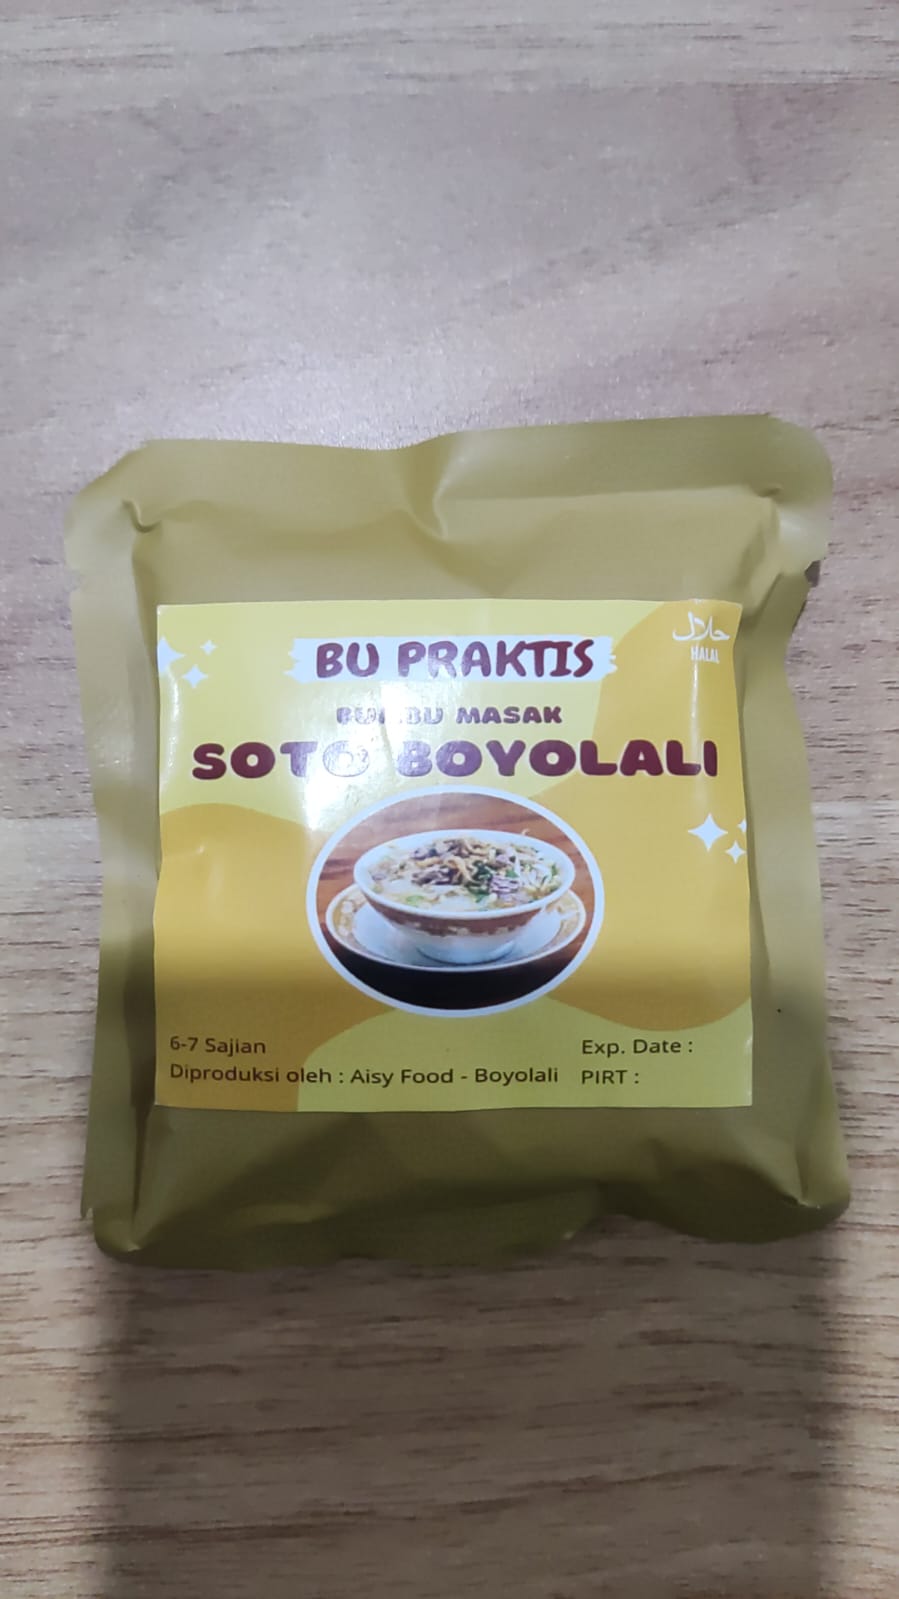 حلال
HALAL
BU PRAKTIS
BUMBU MASAK
SOTO BOYOLALI
6-7 Sajian
Diproduksi oleh : Aisy Food - Boyolali
Exp. Date :
PIRT :